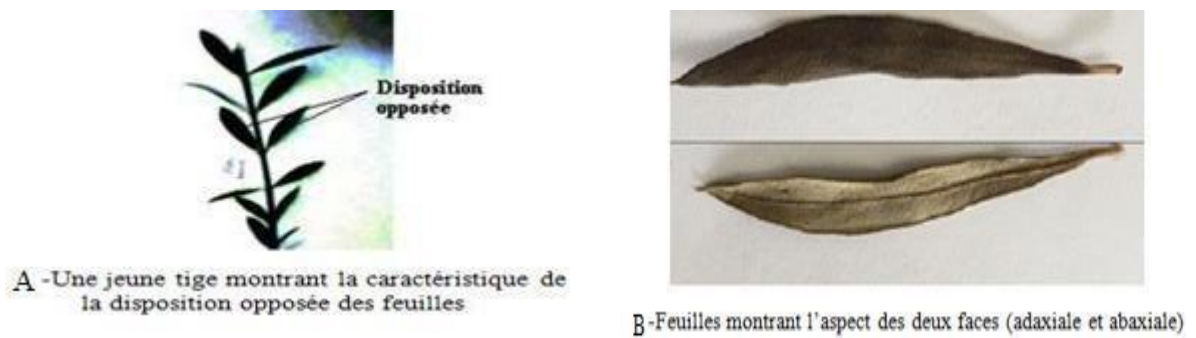 Disposition
opposée
A -Une jeune tige montrant la caractéristique de
la disposition opposée des feuilles
B-Feuilles montrant l'aspect des deux faces (adaxiale et abaxiale)